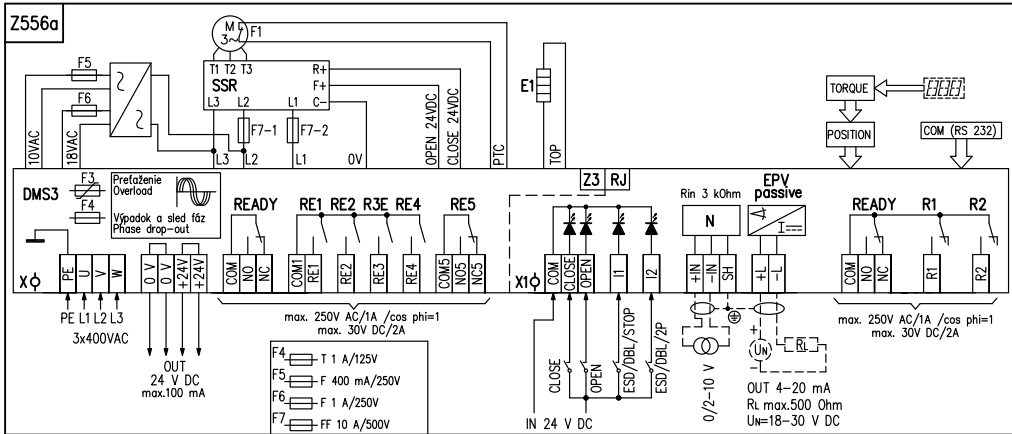 Z556a
M
3~
F1
F5
F6
T1 T2 T3
SSR
R+
F+
C-
L3 L2 L1
F7-1
F7-2
E1
TORQUE
POSITION
COM (RS 232)
10VAC
18VAC
L3
L2
L1
0V
OPEN 24VDC
CLOSE 24VDC
PTC
TOP
DMS3
F3
F4
Preťaženie
Overload
Výpadok a sled fáz
Phase drop-out
READY
RE1 RE2 R3E RE4
RE5
Z3 RJ
Rin 3 kOhm
N
EPV
passive
I
READY
R1
R2
X
PE
U
V
W
0 V
0 V
+24V
+24V
COM
NO
NC
COM1
RE1
RE2
RE3
RE4
COM5
NO5
NC5
X1
COM
CLOSE
OPEN
I1
I2
+IN
-IN
SH
+L
-L
COM
NO
NC
R1
R2
PE L1 L2 L3
3x400VAC
OUT
24 V DC
max.100 mA
max. 250V AC/1A /cos phi=1
max. 30V DC/2A
F4 T 1 A/125V
F5 F 400 mA/250V
F6 F 1 A/250V
F7 FF 10 A/500V
CLOSE
OPEN
ESD/DBL/STOP
ESD/DBL/2P
IN 24 V DC
0/2-10 V
+
UN
-
RL
OUT 4-20 mA
RL max.500 Ohm
UN=18-30 V DC
max. 250V AC/1A /cos phi=1
max. 30V DC/2A